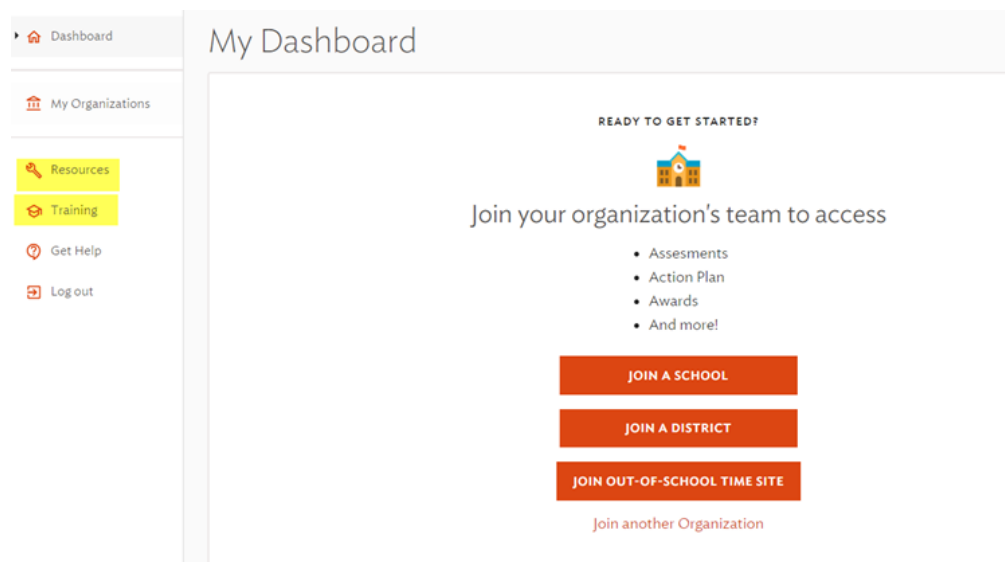 Dashboard
My Organizations
Resources
Training
Get Help
Log out
My Dashboard
READY TO GET STARTED?
Join your organization's team to access
Assesments
Action Plan
Awards
And more!
JOIN A SCHOOL
JOIN A DISTRICT
JOIN OUT-OF-SCHOOL TIME SITE
Join another Organization